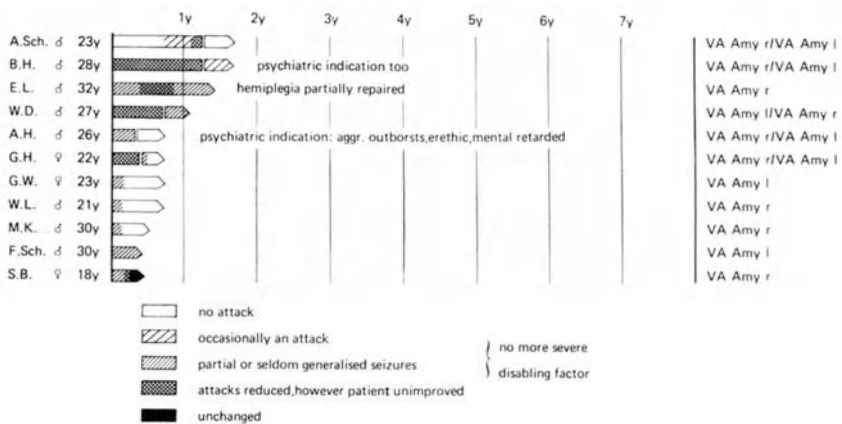 1y 2y 3y 4y 5y 6y 7y
A.Sch. ♂ 23y VA Amy r/VA Amy l
B.H. ♂ 28y psychiatric indication too VA Amy r/VA Amy l
E.L. ♂ 32y hemiplegia partially repaired VA Amy r
W.D. ♂ 27y VA Amy l/VA Amy r
A.H. ♂ 26y psychiatric indication: aggr. outborsts,erethic,mental retarded VA Amy r/VA Amy l
G.H. ♀ 22y VA Amy r/VA Amy l
G.W. ♀ 23y VA Amy l
W.L. ♂ 21y VA Amy r
M.K. ♂ 30y VA Amy r
F.Sch. ♂ 30y VA Amy l
S.B. ♀ 18y VA Amy r
no attack
occasionally an attack
partial or seldom generalised seizures
no more severe
disabling factor
attacks reduced,however patient unimproved
unchanged